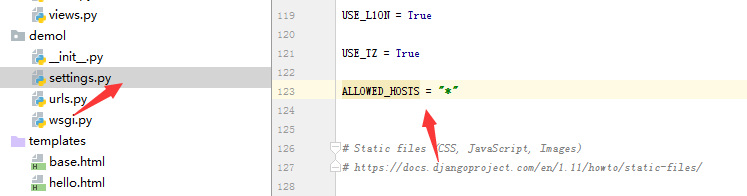 views.py
demol
__init__.py
settings.py
urls.py
wsgi.py
templates
base.html
hello.html
119 USE_L10N = True
120
121 USE_TZ = True
122
123 ALLOWED_HOSTS = "*"
124
125
126 # Static files (CSS, JavaScript, Images)
127 # https://docs.djangoproject.com/en/1.11/howto/static-files/
128